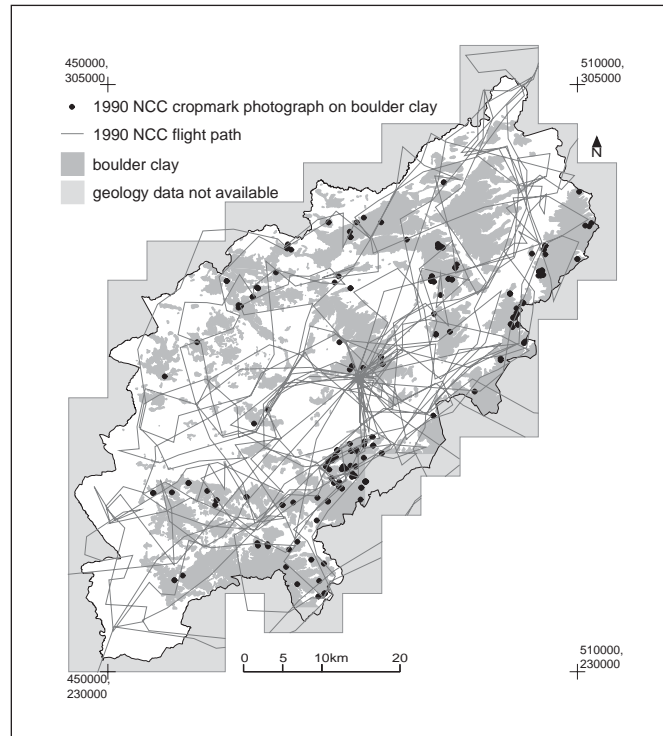 450000,
305000
510000,
305000
1990 NCC cropmark photograph on boulder clay
1990 NCC flight path
boulder clay
geology data not available
N
450000,
230000
0 5 10km 20
510000,
230000